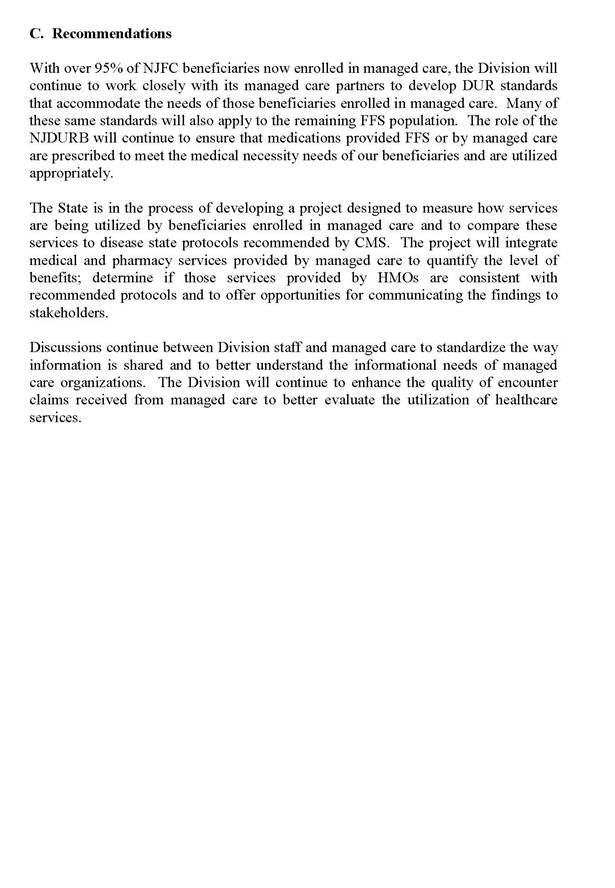 C. Recommendations
With over 95% of NJFC beneficiaries now enrolled in managed care, the Division will
continue to work closely with its managed care partners to develop DUR standards
that accommodate the needs of those beneficiaries enrolled in managed care. Many of
these same standards will also apply to the remaining FFS population. The role of the
NJDURB will continue to ensure that medications provided FFS or by managed care
are prescribed to meet the medical necessity needs of our beneficiaries and are utilized
appropriately.
The State is in the process of developing a project designed to measure how services
are being utilized by beneficiaries enrolled in managed care and to compare these
services to disease state protocols recommended by CMS. The project will integrate
medical and pharmacy services provided by managed care to quantify the level of
benefits; determine if those services provided by HMOs are consistent with
recommended protocols and to offer opportunities for communicating the findings to
stakeholders.
Discussions continue between Division staff and managed care to standardize the way
information is shared and to better understand the informational needs of managed
care organizations. The Division will continue to enhance the quality of encounter
claims received from managed care to better evaluate the utilization of healthcare
services.